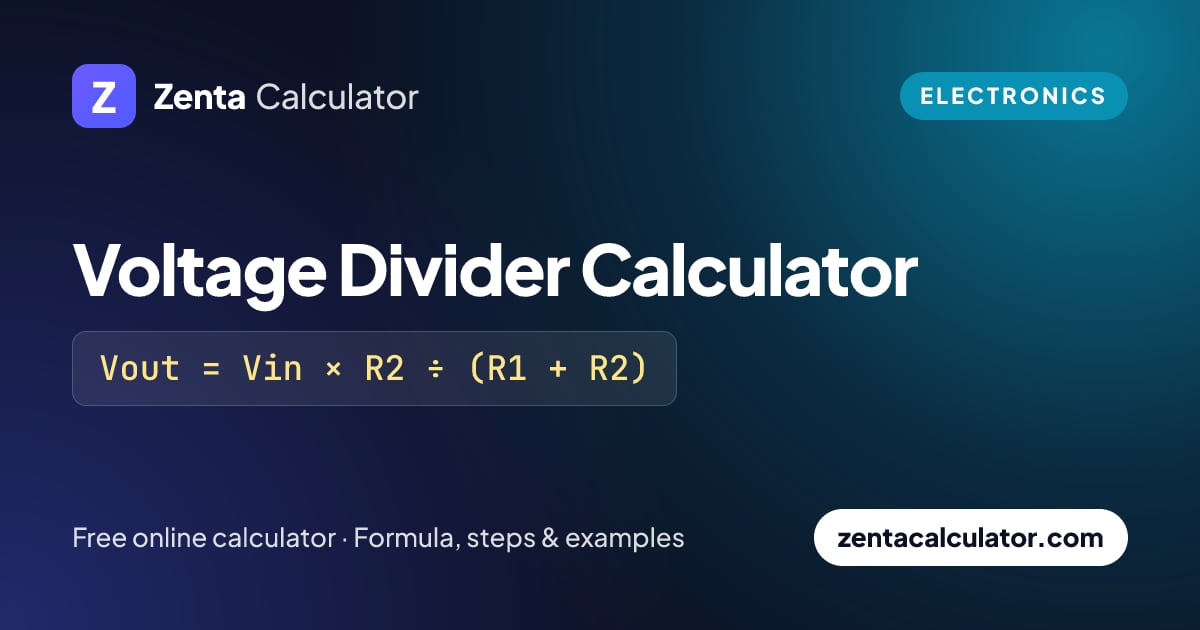 Z Zenta Calculator
ELECTRONICS
Voltage Divider Calculator
Vout = Vin × R2 ÷ (R1 + R2)
Free online calculator · Formula, steps & examples
zentacalculator.com